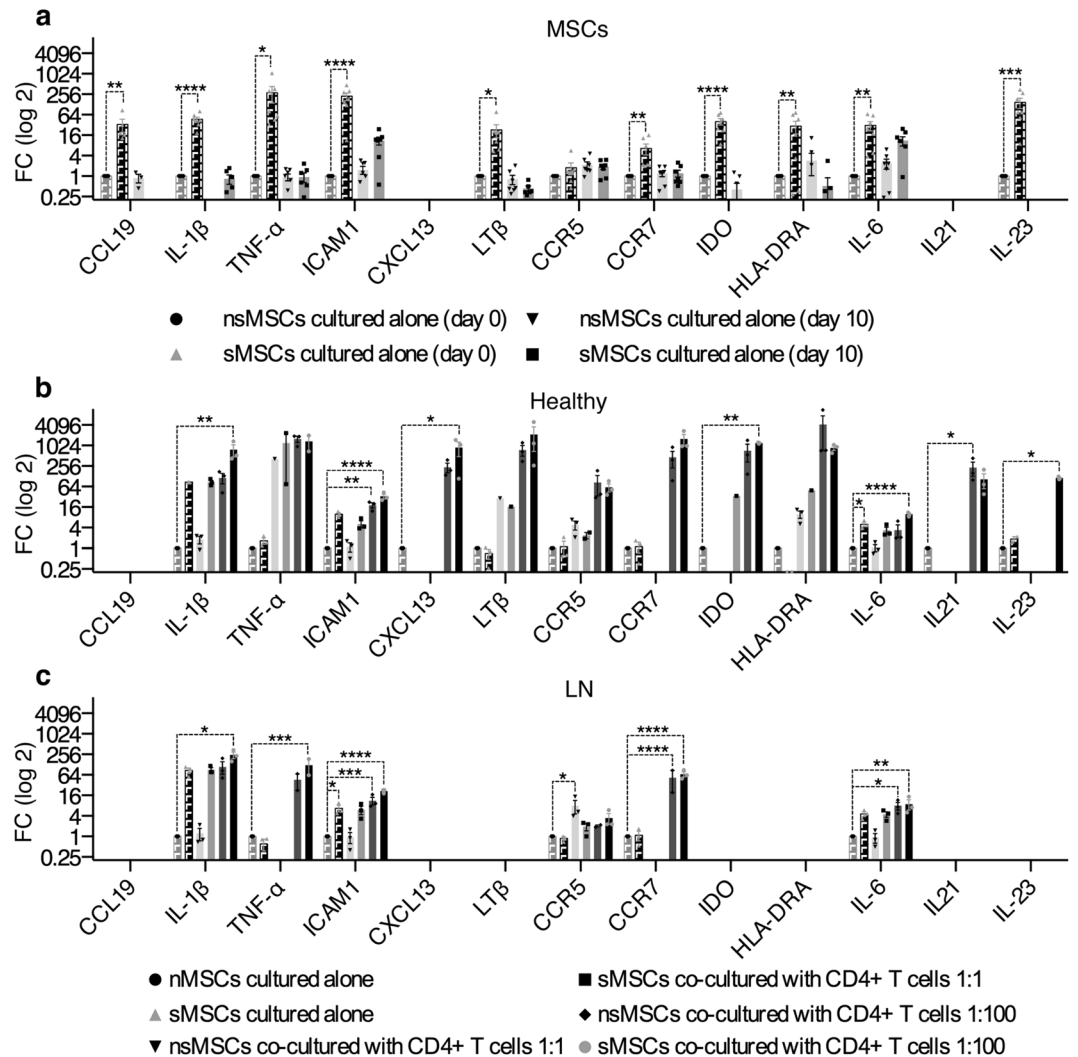 a
MSCs
FC (log 2)
4096
1024
256
64
16
4
1
0.25
** **** * **** * ** **** ** ** ***
CCL19 IL-1β TNF-α ICAM1 CXCL13 LTβ CCR5 CCR7 IDO HLA-DRA IL-6 IL21 IL-23
nsMSCs cultured alone (day 0) nsMSCs cultured alone (day 10)
sMSCs cultured alone (day 0) sMSCs cultured alone (day 10)
b
Healthy
FC (log 2)
4096
1024
256
64
16
4
1
0.25
** **** ** * ** **** * * *
CCL19 IL-1β TNF-α ICAM1 CXCL13 LTβ CCR5 CCR7 IDO HLA-DRA IL-6 IL21 IL-23
c
LN
FC (log 2)
4096
1024
256
64
16
4
1
0.25
* *** **** *** * * **** **** ** *
CCL19 IL-1β TNF-α ICAM1 CXCL13 LTβ CCR5 CCR7 IDO HLA-DRA IL-6 IL21 IL-23
nMSCs cultured alone sMSCs co-cultured with CD4+ T cells 1:1
sMSCs cultured alone nsMSCs co-cultured with CD4+ T cells 1:100
nsMSCs co-cultured with CD4+ T cells 1:1 sMSCs co-cultured with CD4+ T cells 1:100